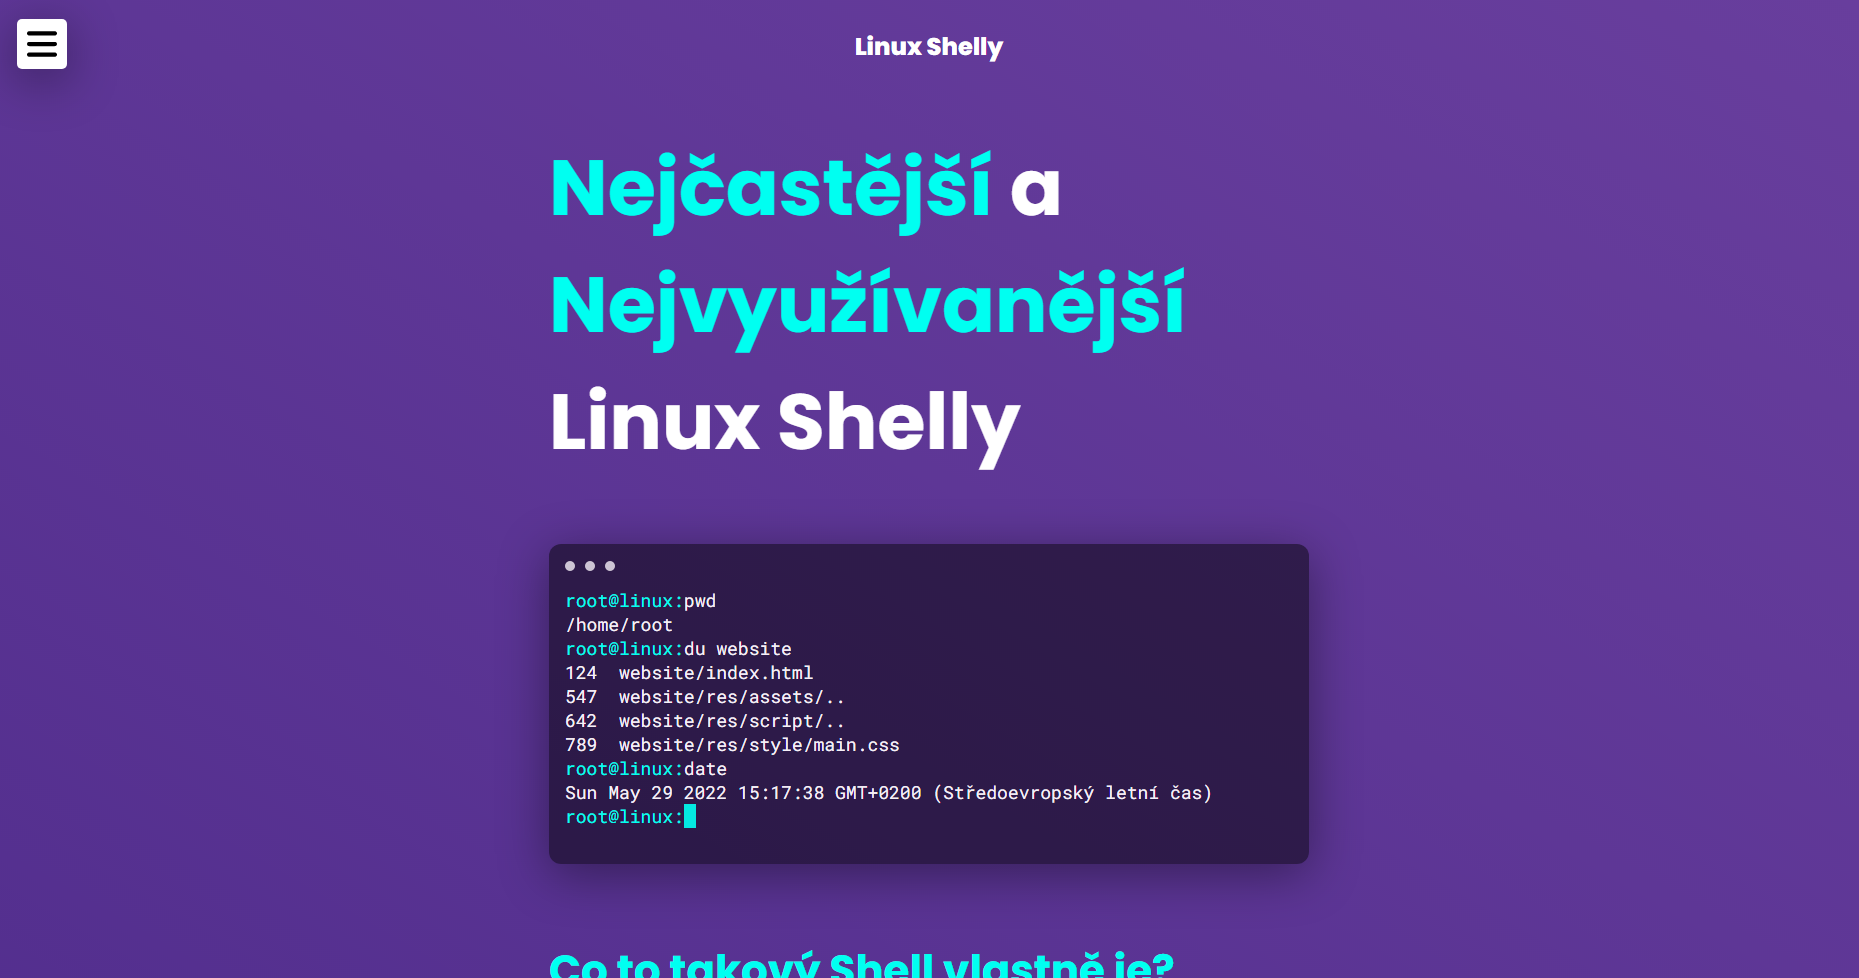 Linux Shelly
Nejčastější a
Nejvyužívanější
Linux Shelly
root@linux:pwd
/home/root
root@linux:du website
124  website/index.html
547  website/res/assets/..
642  website/res/script/..
789  website/res/style/main.css
root@linux:date
Sun May 29 2022 15:17:38 GMT+0200 (Středoevropský letní čas)
root@linux:
Co to takový Shell vlastně je?